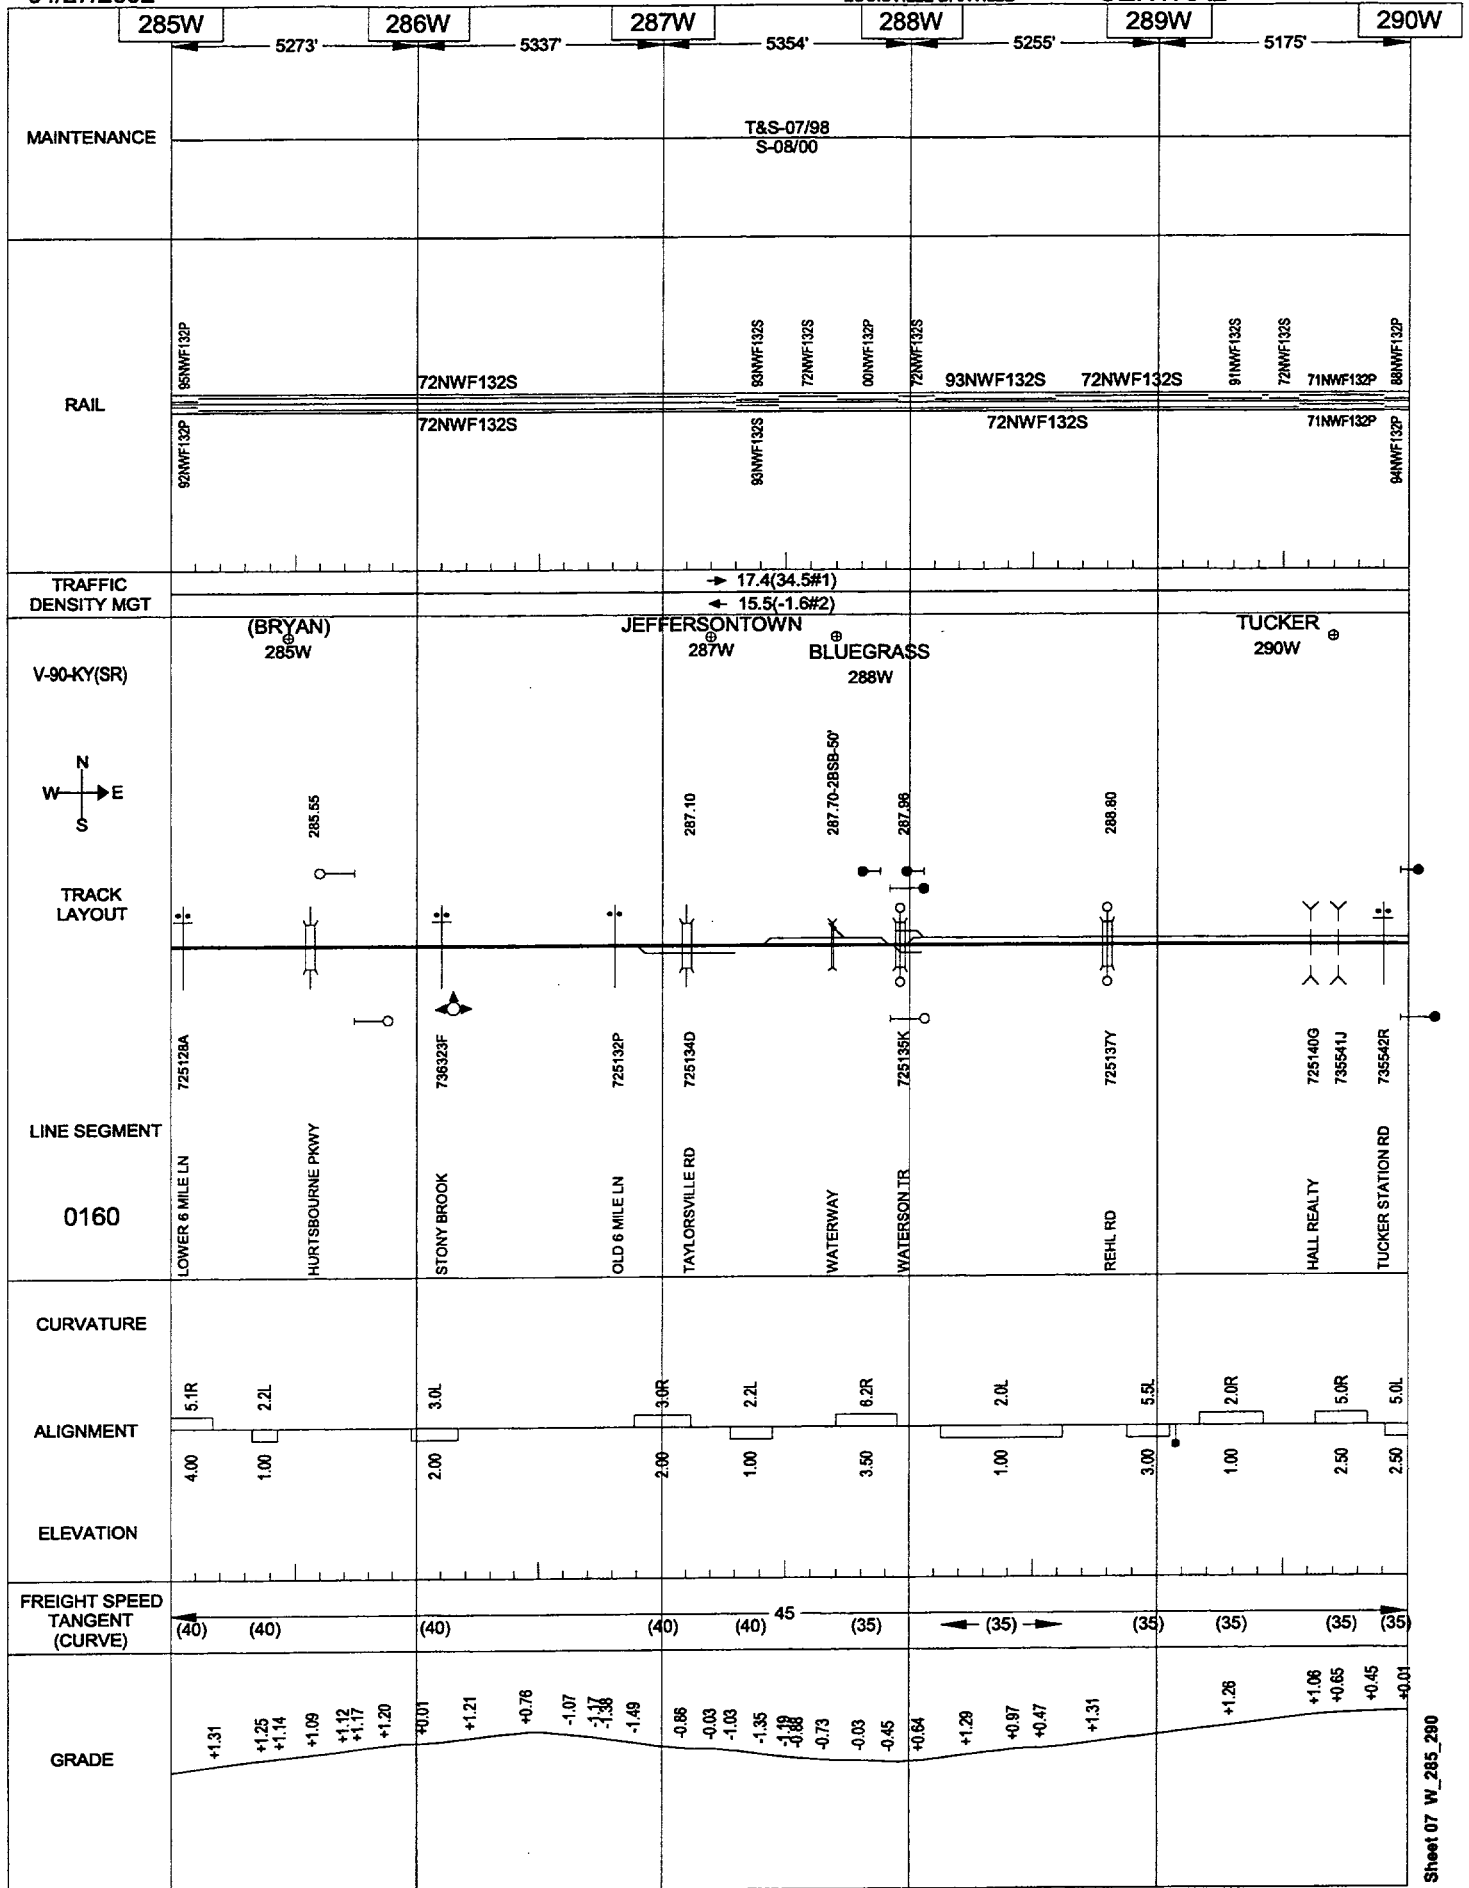 285W 286W 287W 288W 289W 290W
5273' 5337' 5354' 5255' 5175'
MAINTENANCE
T&S-07/98
S-08/00
95NWF132P 93NWF132S 72NWF132S 00NWF132P 72NWF132S 91NWF132S 72NWF132S 88NWF132P
72NWF132S 93NWF132S 72NWF132S 71NWF132P
RAIL
72NWF132S 72NWF132S 71NWF132P
92NWF132P 93NWF132S 94NWF132P
TRAFFIC
DENSITY MGT
17.4(34.5#1)
15.5(-1.6#2)
(BRYAN) JEFFERSONTOWN TUCKER
285W 287W BLUEGRASS 290W
288W
V-90-KY(SR)
N
W E
S
285.55 287.10 287.70-2BSB-50' 287.96 288.80
TRACK
LAYOUT
725128A 736323F 725132P 725134D 725135K 725137Y 725140G 735541J 735542R
LINE SEGMENT
0160
LOWER 6 MILE LN
HURTSBOURNE PKWY
STONY BROOK
OLD 6 MILE LN
TAYLORSVILLE RD
WATERWAY
WATERSON TR
REHL RD
HALL REALTY
TUCKER STATION RD
CURVATURE
5.1R 2.2L 3.0L 3.0R 2.2L 6.2R 2.0L 5.5L 2.0R 5.0R 5.0L
ALIGNMENT
4.00 1.00 2.00 2.00 1.00 3.50 1.00 3.00 1.00 2.50 2.50
ELEVATION
FREIGHT SPEED
TANGENT
(CURVE)
45
(40) (40) (40) (40) (40) (35) (35) (35) (35) (35) (35)
+1.31 +1.25 +1.14 +1.09 +1.12 +1.17 +1.20 +0.01 +1.21 +0.76 -1.07 -1.17 -1.38 -1.49 -0.86 -0.03 -1.03 -1.35 -1.19 -0.88 -0.73 -0.03 -0.45 +0.64 +1.29 +0.97 +0.47 +1.31 +1.26 +1.06 +0.65 +0.45 +0.01
GRADE
Sheet 07 W_285_290